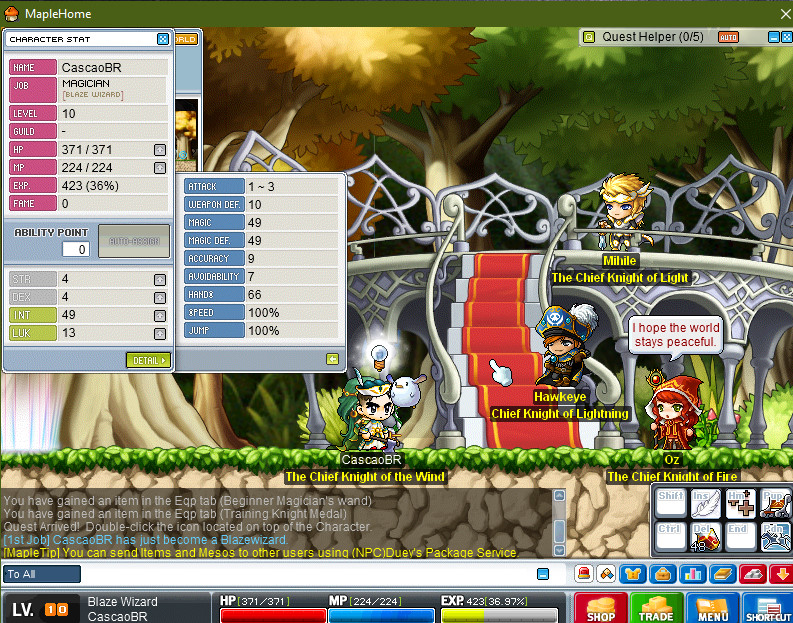 MapleHome
CHARACTER STAT
ORLD
Quest Helper (0/5)
AUTO
NAME CascaoBR
JOB MAGICIAN
[BLAZE WIZARD]
LEVEL 10
GUILD -
HP 371 / 371
MP 224 / 224
EXP. 423 (36%)
FAME 0
ABILITY POINT
0
AUTO-ASSIGN
STR 4
DEX 4
INT 49
LUK 13
DETAIL
ATTACK 1 ~ 3
WEAPON DEF. 10
MAGIC 49
MAGIC DEF. 49
ACCURACY 9
AVOIDABILITY 7
HANDS 66
SPEED 100%
JUMP 100%
Mihile
The Chief Knight of Light
I hope the world
stays peaceful.
Hawkeye
Chief Knight of Lightning
CascaoBR
The Chief Knight of the Wind
Oz
The Chief Knight of Fire
You have gained an item in the Eqp tab (Beginner Magician's wand)
You have gained an item in the Eqp tab (Training Knight Medal)
Quest Arrived! Double-click the icon located on top of the Character.
[1st Job] CascaoBR has just become a Blazewizard.
[MapleTip] You can send Items and Mesos to other users using (NPC)Duey's Package Service.
Shift Ins Hm Pup
Ctrl Del End Pdn
To All
LV. 10
Blaze Wizard
CascaoBR
HP [371/371] MP [224/224] EXP 423[36.97%]
SHOP TRADE MENU SHORT-CUT